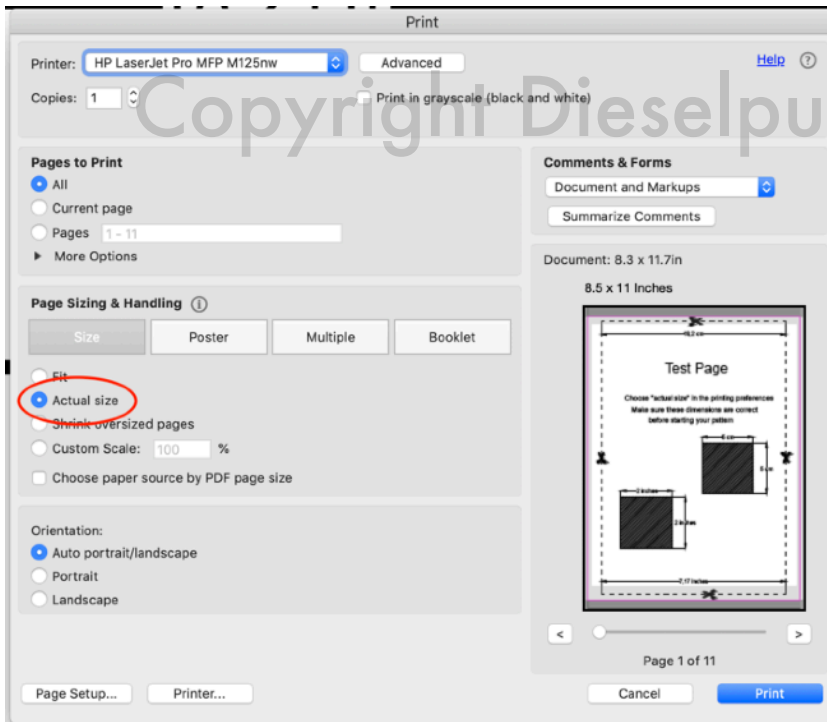 Print
Printer: HP LaserJet Pro MFP M125nw Advanced Help ?
Copies: 1 Print in grayscale (black and white)
Copyright Dieselpu
Pages to Print
All
Current page
Pages 1 - 11
More Options
Comments & Forms
Document and Markups
Summarize Comments
Page Sizing & Handling i
Size Poster Multiple Booklet
Fit
Actual size
Shrink oversized pages
Custom Scale: 100 %
Choose paper source by PDF page size
Orientation:
Auto portrait/landscape
Portrait
Landscape
Document: 8.3 x 11.7in
8.5 x 11 Inches
Test Page
Choose "actual size" in the printing preferences
Make sure these dimensions are correct
before starting your pattern
2 inches
2 inches
7,17 inches
< >
Page 1 of 11
Page Setup... Printer... Cancel Print